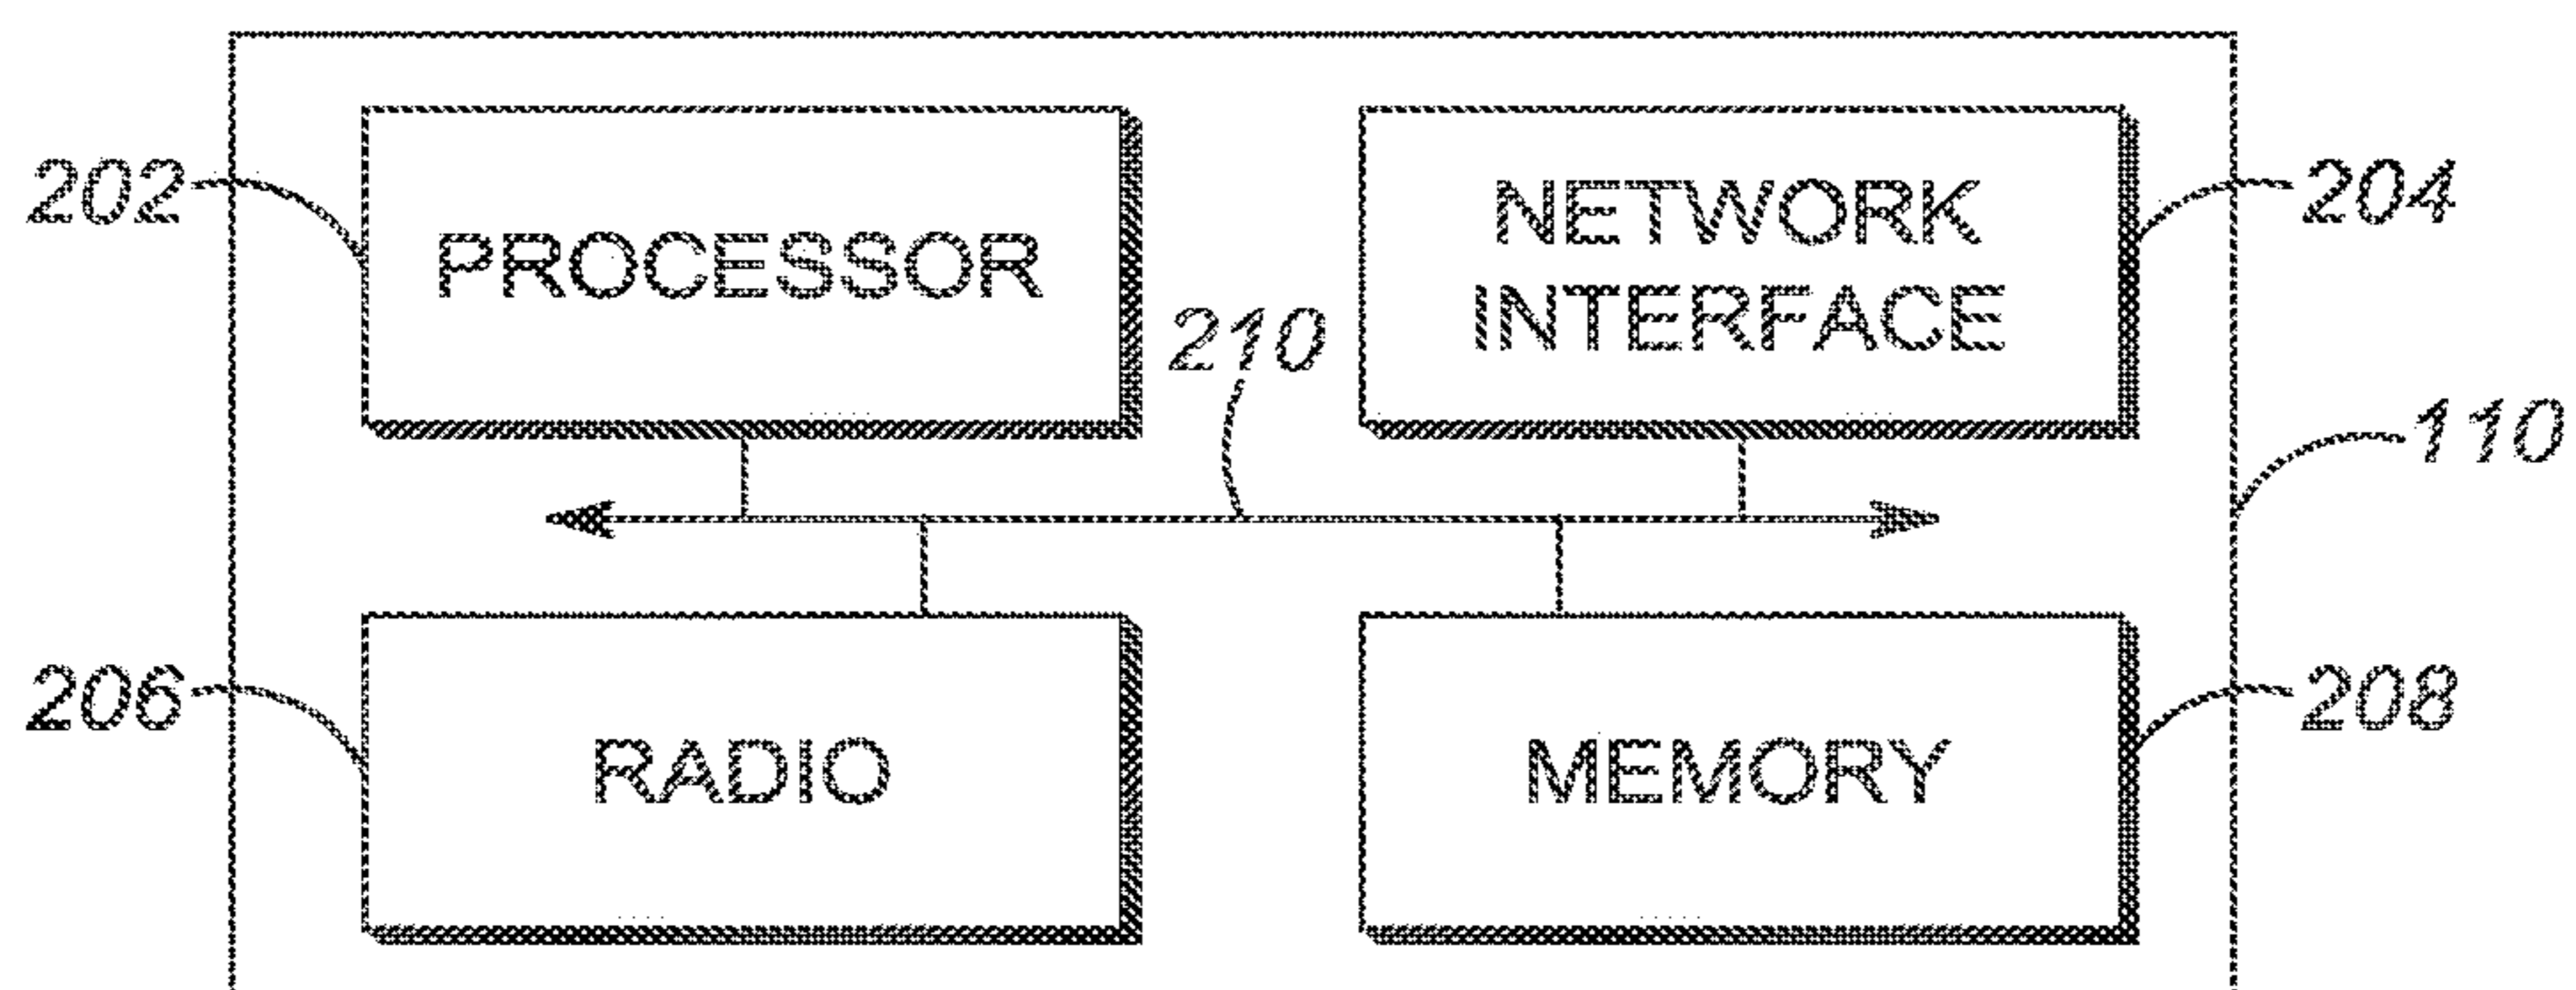 202
PROCESSOR
NETWORK
INTERFACE
204
210
110
206
RADIO
MEMORY
208